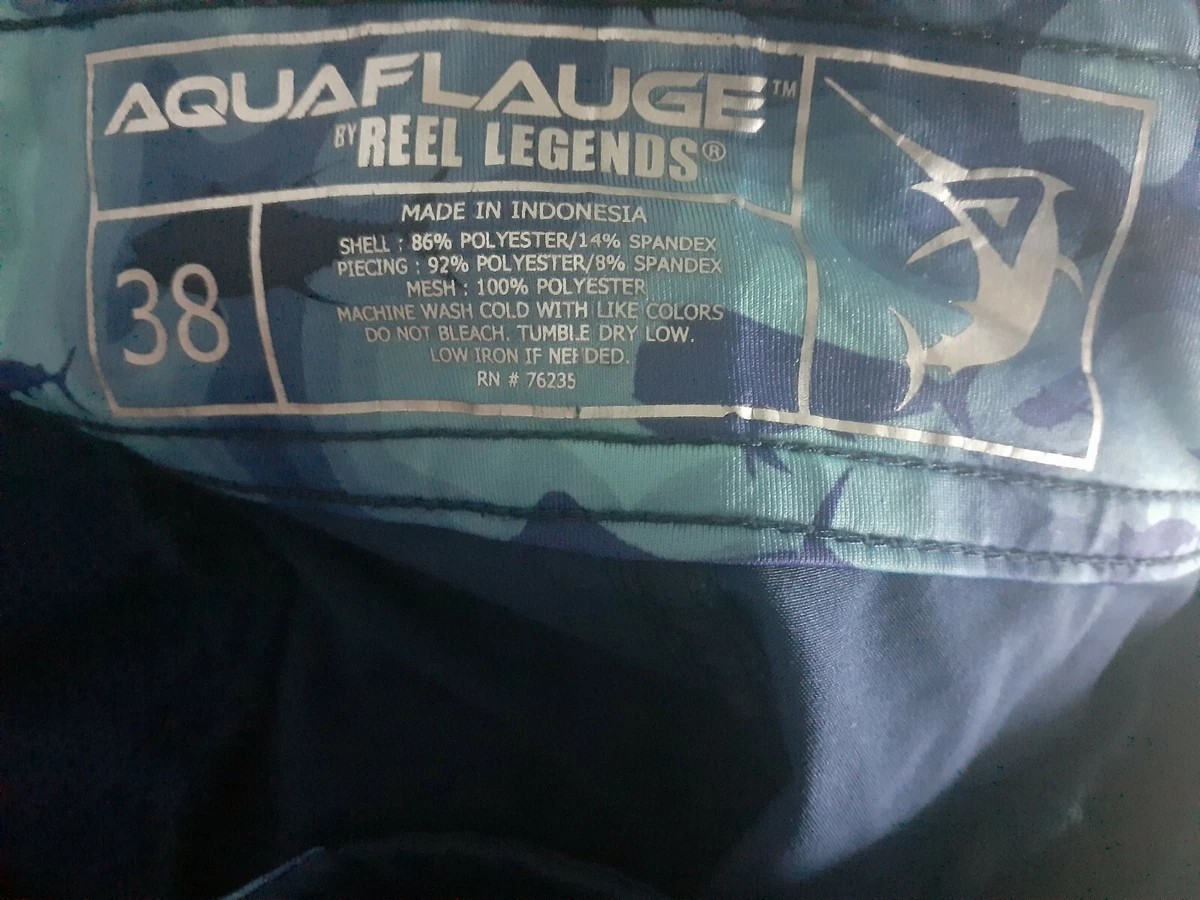 AQUAFLAUGE™
BY REEL LEGENDS®
38
MADE IN INDONESIA
SHELL : 86% POLYESTER/14% SPANDEX
PIECING : 92% POLYESTER/8% SPANDEX
MESH : 100% POLYESTER
MACHINE WASH COLD WITH LIKE COLORS
DO NOT BLEACH. TUMBLE DRY LOW.
LOW IRON IF NEEDED.
RN # 76235